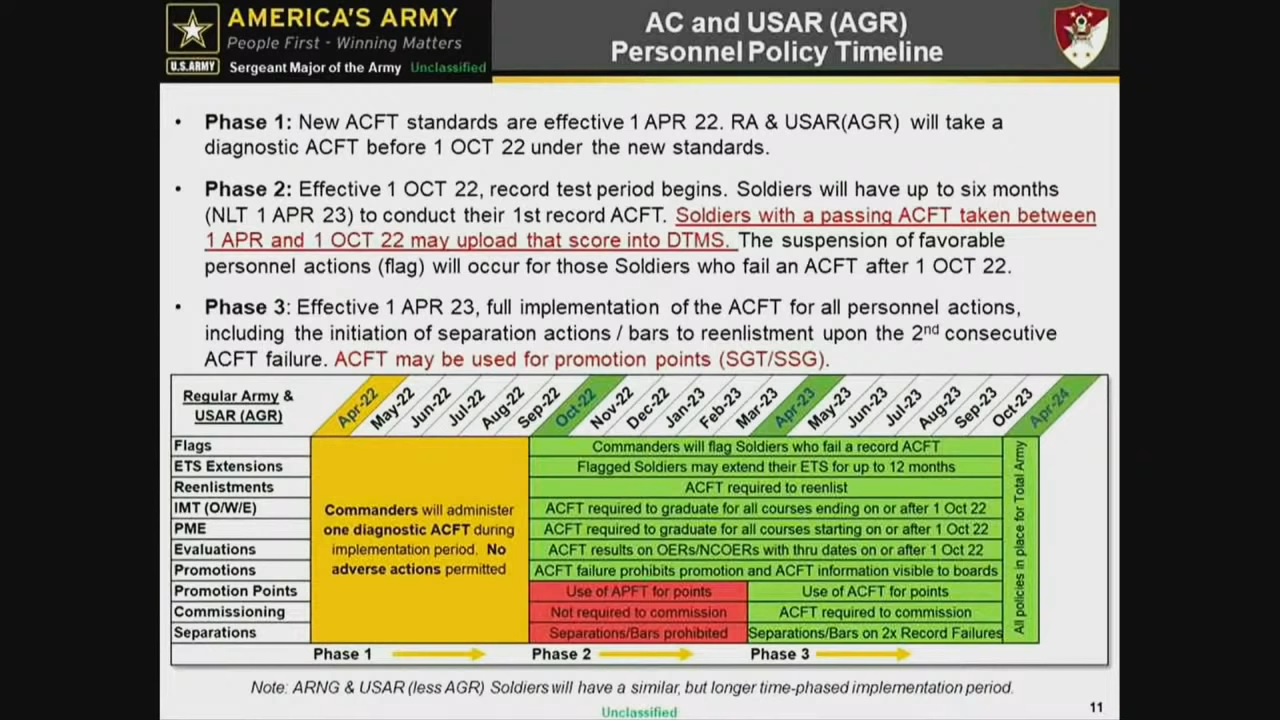 AMERICA'S ARMY
People First - Winning Matters
U.S.ARMY
Sergeant Major of the Army Unclassified
AC and USAR (AGR)
Personnel Policy Timeline
• Phase 1: New ACFT standards are effective 1 APR 22. RA & USAR(AGR) will take a
diagnostic ACFT before 1 OCT 22 under the new standards.
• Phase 2: Effective 1 OCT 22, record test period begins. Soldiers will have up to six months
(NLT 1 APR 23) to conduct their 1st record ACFT. Soldiers with a passing ACFT taken between
1 APR and 1 OCT 22 may upload that score into DTMS. The suspension of favorable
personnel actions (flag) will occur for those Soldiers who fail an ACFT after 1 OCT 22.
• Phase 3: Effective 1 APR 23, full implementation of the ACFT for all personnel actions,
including the initiation of separation actions / bars to reenlistment upon the 2nd consecutive
ACFT failure. ACFT may be used for promotion points (SGT/SSG).
Regular Army &
USAR (AGR)
Apr-22
May-22
Jun-22
Jul-22
Aug-22
Sep-22
Oct-22
Nov-22
Dec-22
Jan-23
Feb-23
Mar-23
Apr-23
May-23
Jun-23
Jul-23
Aug-23
Sep-23
Oct-23
Apr-24
Flags
ETS Extensions
Reenlistments
IMT (O/W/E)
PME
Evaluations
Promotions
Promotion Points
Commissioning
Separations
Commanders will administer
one diagnostic ACFT during
implementation period. No
adverse actions permitted
Commanders will flag Soldiers who fail a record ACFT
Flagged Soldiers may extend their ETS for up to 12 months
ACFT required to reenlist
ACFT required to graduate for all courses ending on or after 1 Oct 22
ACFT required to graduate for all courses starting on or after 1 Oct 22
ACFT results on OERs/NCOERs with thru dates on or after 1 Oct 22
ACFT failure prohibits promotion and ACFT information visible to boards
Use of APFT for points
Use of ACFT for points
Not required to commission
ACFT required to commission
Separations/Bars prohibited
Separations/Bars on 2x Record Failures
All policies in place for Total Army
Phase 1
Phase 2
Phase 3
Note: ARNG & USAR (less AGR) Soldiers will have a similar, but longer time-phased implementation period.
Unclassified
11